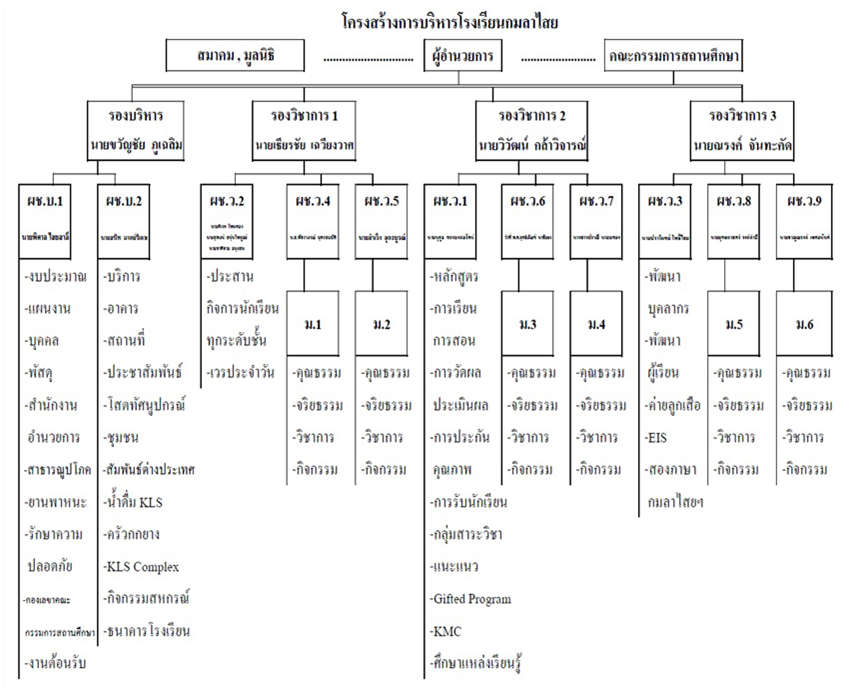 โครงสร้างการบริหารโรงเรียนกมลาไสย
สมาคม , มูลนิธิ ............................ ผู้อำนวยการ ....................... คณะกรรมการสถานศึกษา
รองบริหาร
นายขวัญชัย ภูเฉลิม
รองวิชาการ 1
นายเธียรชัย เฉวียงวาศ
รองวิชาการ 2
นายวิวัฒน์ กล้าวิจารณ์
รองวิชาการ 3
นายณรงค์ จันทะกัด
ผช.บ.1
-งบประมาณ
-แผนงาน
-บุคคล
-พัสดุ
-สำนักงาน
อำนวยการ
-สาธารณูปโภค
-ยานพาหนะ
-รักษาความ
ปลอดภัย
-กองเลขาคณะ
กรรมการสถานศึกษา
-งานต้อนรับ
ผช.บ.2
-บริการ
-อาคาร
-สถานที่
-ประชาสัมพันธ์
-โสตทัศนูปกรณ์
-ชุมชน
-สัมพันธ์ต่างประเทศ
-น้ำดื่ม KLS
-ครัวกกยาง
-KLS Complex
-กิจกรรมสหกรณ์
-ธนาคารโรงเรียน
ผช.ว.2
-ประสาน
กิจการนักเรียน
ทุกระดับชั้น
-เวรประจำวัน
ผช.ว.4
ม.1
-คุณธรรม
-จริยธรรม
-วิชาการ
-กิจกรรม
ผช.ว.5
ม.2
-คุณธรรม
-จริยธรรม
-วิชาการ
-กิจกรรม
ผช.ว.1
-หลักสูตร
-การเรียน
การสอน
-การวัดผล
ประเมินผล
-การประกัน
คุณภาพ
-การรับนักเรียน
-กลุ่มสาระวิชา
-แนะแนว
-Gifted Program
-KMC
-ศึกษาแหล่งเรียนรู้
ผช.ว.6
ม.3
-คุณธรรม
-จริยธรรม
-วิชาการ
-กิจกรรม
ผช.ว.7
ม.4
-คุณธรรม
-จริยธรรม
-วิชาการ
-กิจกรรม
ผช.ว.3
-พัฒนา
บุคลากร
-พัฒนา
ผู้เรียน
-ค่ายลูกเสือ
-EIS
-สองภาษา
กมลาไสยฯ
ผช.ว.8
ม.5
-คุณธรรม
-จริยธรรม
-วิชาการ
-กิจกรรม
ผช.ว.9
ม.6
-คุณธรรม
-จริยธรรม
-วิชาการ
-กิจกรรม